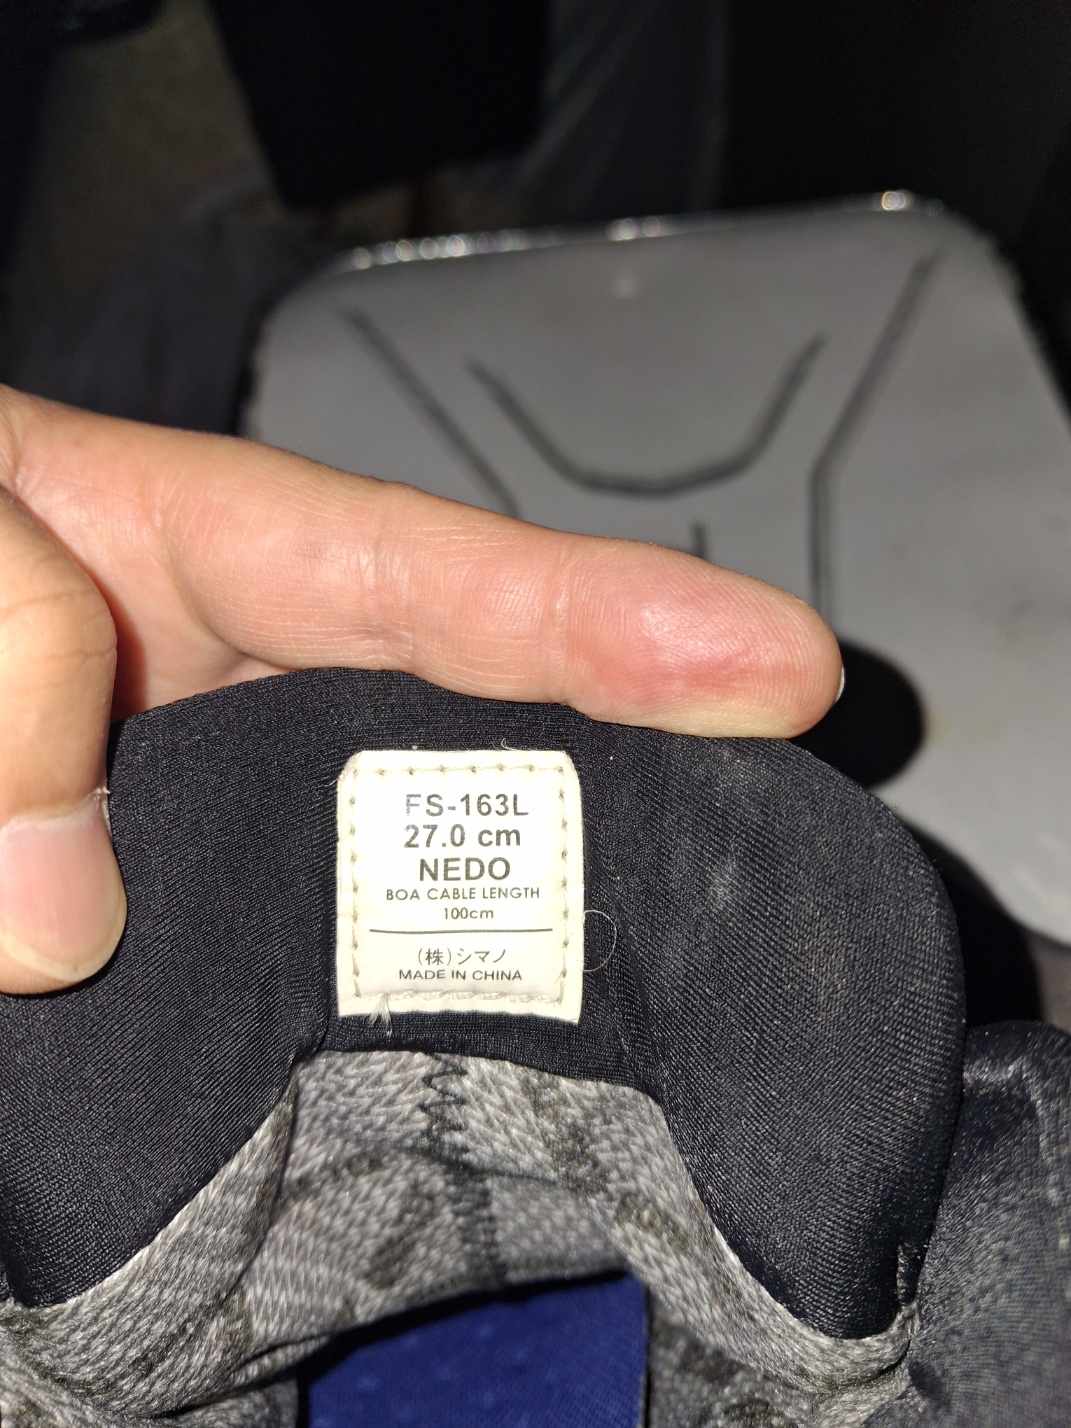 FS-163L
27.0 cm
NEDO
BOA CABLE LENGTH
100cm
(株)シマノ
MADE IN CHINA